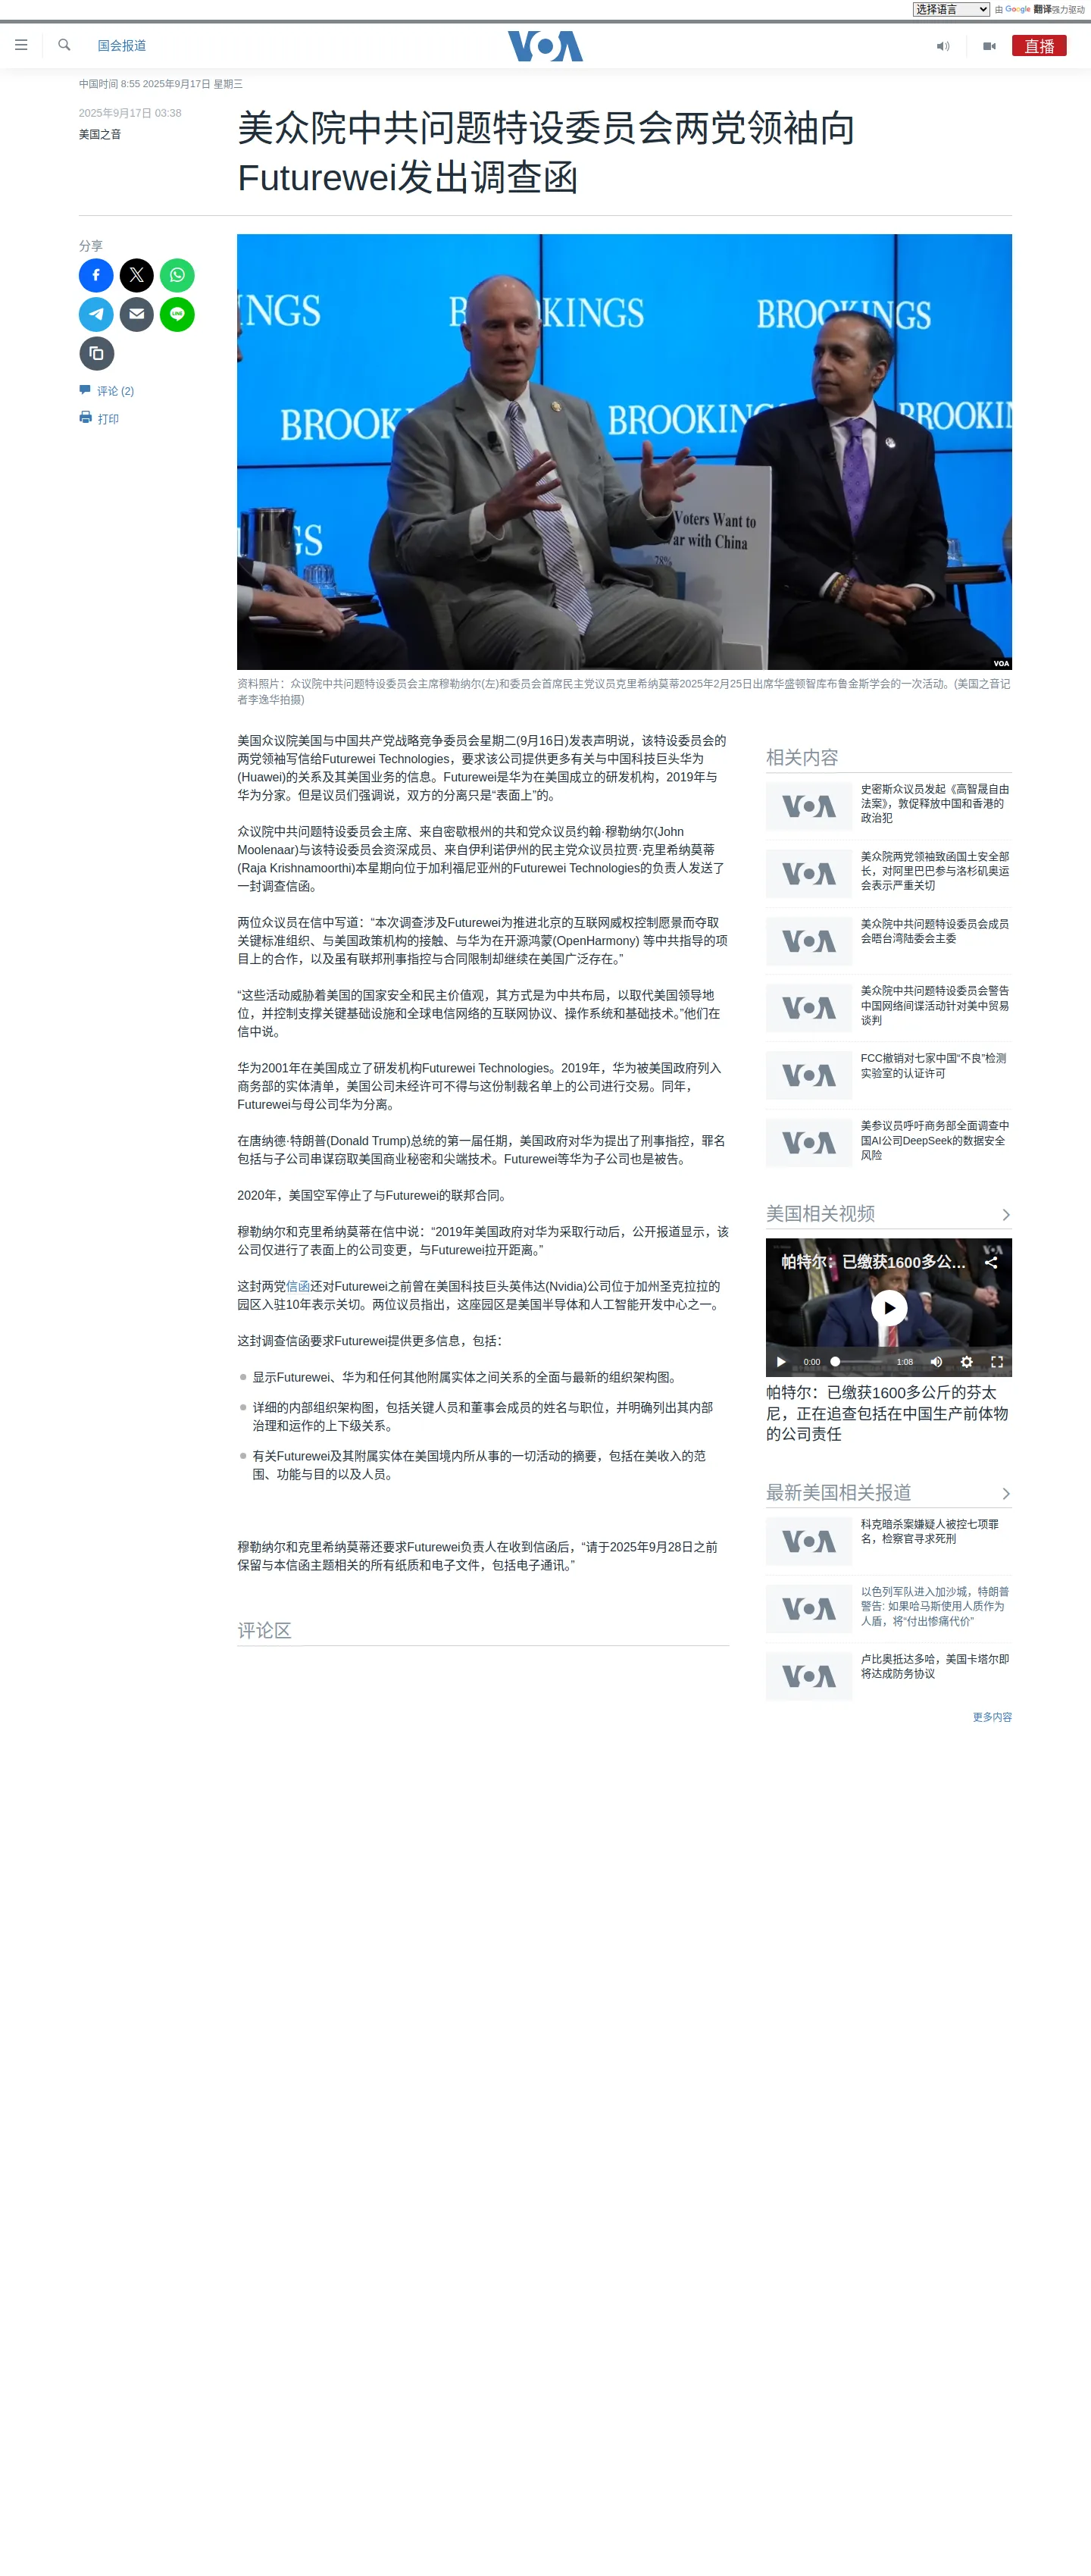 选择语言
由 Google 翻译强力驱动
国会报道
VOA
直播
中国时间 8:55 2025年9月17日 星期三
2025年9月17日 03:38
美国之音
美众院中共问题特设委员会两党领袖向
Futurewei发出调查函
分享
评论 (2)
打印
INGS
BROOKINGS
BROOKINGS
BROOKINGS
BROOKINGS
Voters Want to
ar with China
78%
VOA
资料照片：众议院中共问题特设委员会主席穆勒纳尔(左)和委员会首席民主党议员克里希纳莫蒂2025年2月25日出席华盛顿智库布鲁金斯学会的一次活动。(美国之音记
者李逸华拍摄)
美国众议院美国与中国共产党战略竞争委员会星期二(9月16日)发表声明说，该特设委员会的
两党领袖写信给Futurewei Technologies，要求该公司提供更多有关与中国科技巨头华为
(Huawei)的关系及其美国业务的信息。Futurewei是华为在美国成立的研发机构，2019年与
华为分家。但是议员们强调说，双方的分离只是“表面上”的。
众议院中共问题特设委员会主席、来自密歇根州的共和党众议员约翰·穆勒纳尔(John
Moolenaar)与该特设委员会资深成员、来自伊利诺伊州的民主党众议员拉贾·克里希纳莫蒂
(Raja Krishnamoorthi)本星期向位于加利福尼亚州的Futurewei Technologies的负责人发送了
一封调查信函。
两位众议员在信中写道：“本次调查涉及Futurewei为推进北京的互联网威权控制愿景而夺取
关键标准组织、与美国政策机构的接触、与华为在开源鸿蒙(OpenHarmony) 等中共指导的项
目上的合作，以及虽有联邦刑事指控与合同限制却继续在美国广泛存在。”
“这些活动威胁着美国的国家安全和民主价值观，其方式是为中共布局，以取代美国领导地
位，并控制支撑关键基础设施和全球电信网络的互联网协议、操作系统和基础技术。”他们在
信中说。
华为2001年在美国成立了研发机构Futurewei Technologies。2019年，华为被美国政府列入
商务部的实体清单，美国公司未经许可不得与这份制裁名单上的公司进行交易。同年，
Futurewei与母公司华为分离。
在唐纳德·特朗普(Donald Trump)总统的第一届任期，美国政府对华为提出了刑事指控，罪名
包括与子公司串谋窃取美国商业秘密和尖端技术。Futurewei等华为子公司也是被告。
2020年，美国空军停止了与Futurewei的联邦合同。
穆勒纳尔和克里希纳莫蒂在信中说：“2019年美国政府对华为采取行动后，公开报道显示，该
公司仅进行了表面上的公司变更，与Futurewei拉开距离。”
这封两党信函还对Futurewei之前曾在美国科技巨头英伟达(Nvidia)公司位于加州圣克拉拉的
园区入驻10年表示关切。两位议员指出，这座园区是美国半导体和人工智能开发中心之一。
这封调查信函要求Futurewei提供更多信息，包括：
显示Futurewei、华为和任何其他附属实体之间关系的全面与最新的组织架构图。
详细的内部组织架构图，包括关键人员和董事会成员的姓名与职位，并明确列出其内部
治理和运作的上下级关系。
有关Futurewei及其附属实体在美国境内所从事的一切活动的摘要，包括在美收入的范
围、功能与目的以及人员。
穆勒纳尔和克里希纳莫蒂还要求Futurewei负责人在收到信函后，“请于2025年9月28日之前
保留与本信函主题相关的所有纸质和电子文件，包括电子通讯。”
评论区
相关内容
VOA
史密斯众议员发起《高智晟自由
法案》，敦促释放中国和香港的
政治犯
VOA
美众院两党领袖致函国土安全部
长，对阿里巴巴参与洛杉矶奥运
会表示严重关切
VOA
美众院中共问题特设委员会成员
会晤台湾陆委会主委
VOA
美众院中共问题特设委员会警告
中国网络间谍活动针对美中贸易
谈判
VOA
FCC撤销对七家中国“不良”检测
实验室的认证许可
VOA
美参议员呼吁商务部全面调查中
国AI公司DeepSeek的数据安全
风险
美国相关视频
帕特尔：已缴获1600多公...
VOA
0:00
1:08
帕特尔：已缴获1600多公斤的芬太
尼，正在追查包括在中国生产前体物
的公司责任
最新美国相关报道
VOA
科克暗杀案嫌疑人被控七项罪
名，检察官寻求死刑
VOA
以色列军队进入加沙城，特朗普
警告: 如果哈马斯使用人质作为
人盾，将“付出惨痛代价”
VOA
卢比奥抵达多哈，美国卡塔尔即
将达成防务协议
更多内容